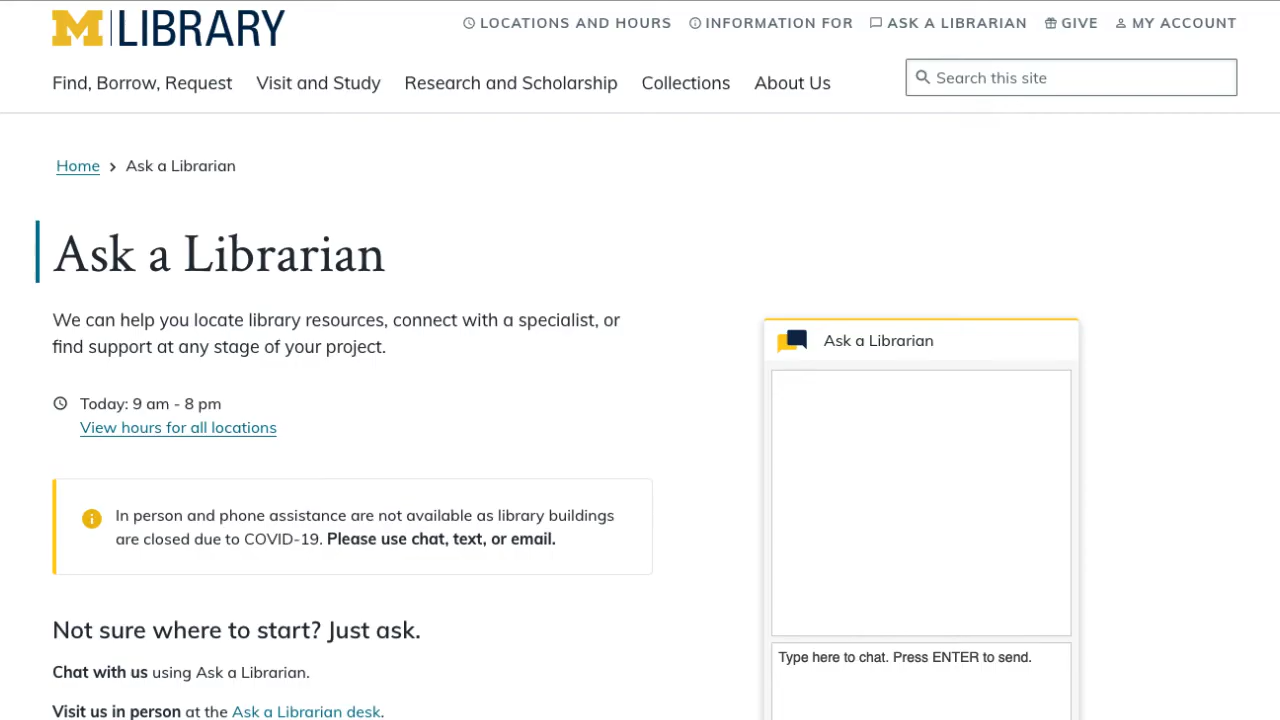 M LIBRARY
LOCATIONS AND HOURS INFORMATION FOR ASK A LIBRARIAN GIVE MY ACCOUNT
Find, Borrow, Request Visit and Study Research and Scholarship Collections About Us
Search this site
Home > Ask a Librarian
Ask a Librarian
We can help you locate library resources, connect with a specialist, or
find support at any stage of your project.
Today: 9 am - 8 pm
View hours for all locations
In person and phone assistance are not available as library buildings
are closed due to COVID-19. Please use chat, text, or email.
Not sure where to start? Just ask.
Chat with us using Ask a Librarian.
Visit us in person at the Ask a Librarian desk.
Ask a Librarian
Type here to chat. Press ENTER to send.